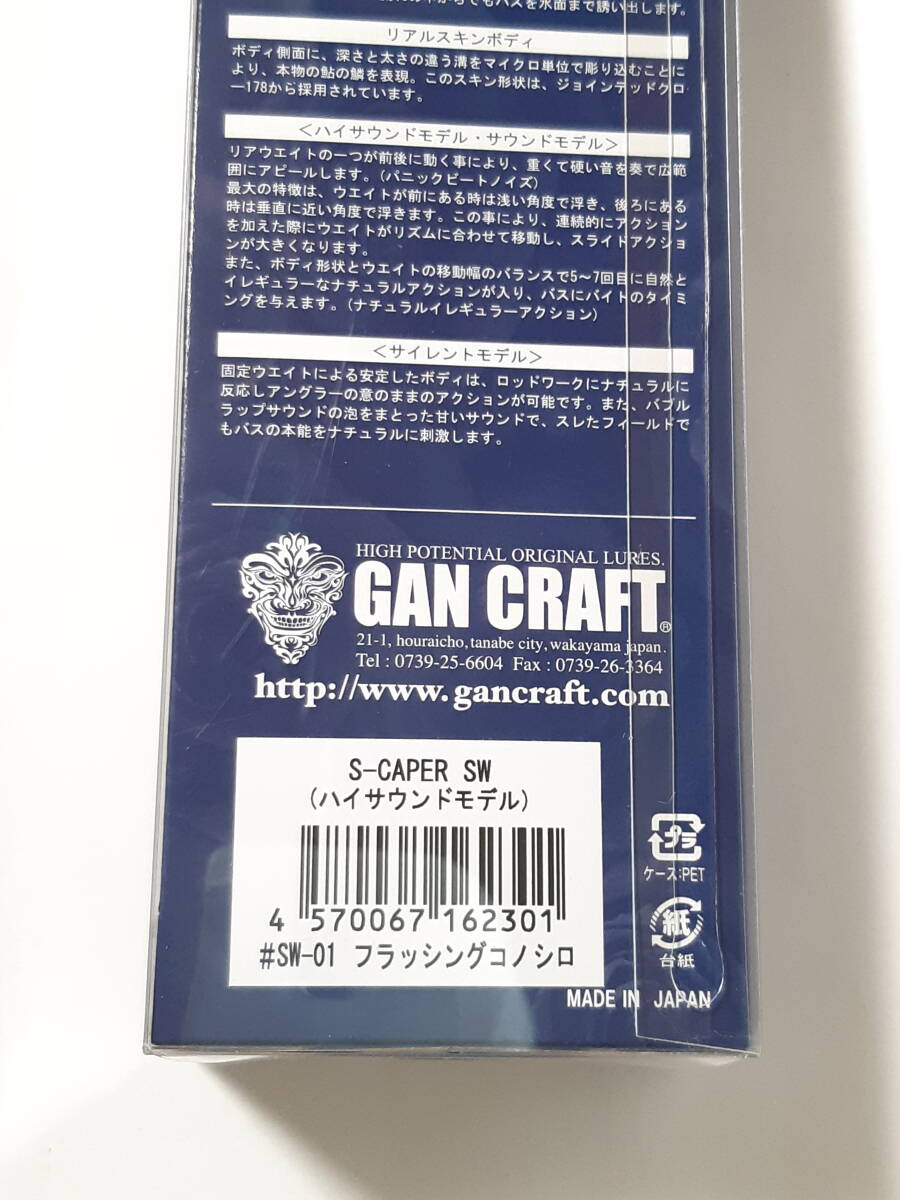 でもバスを水面まで誘い出します。
リアルスキンボディ
ボディ側面に、深さと太さの違う溝をマイクロ単位で彫り込むことに
より、本物の鮎の鱗を表現。このスキン形状は、ジョインテッドクロ
ー178から採用されています。
＜ハイサウンドモデル・サウンドモデル＞
リアウエイトの一つが前後に動く事により、重くて硬い音を奏で広範
囲にアピールします。(パニックビートノイズ)
最大の特徴は、ウエイトが前にある時は浅い角度で浮き、後ろにある
時は垂直に近い角度で浮きます。この事により、連続的にアクション
を加えた際にウエイトがリズムに合わせて移動し、スライドアクショ
ンが大きくなります。
また、ボディ形状とウエイトの移動幅のバランスで5～7回目に自然と
イレギュラーなナチュラルアクションが入り、バスにバイトのタイミ
ングを与えます。(ナチュラルイレギュラーアクション)
＜サイレントモデル＞
固定ウエイトによる安定したボディは、ロッドワークにナチュラルに
反応しアングラーの意のままのアクションが可能です。また、バブル
ラップサウンドの泡をまとった甘いサウンドで、スレたフィールドで
もバスの本能をナチュラルに刺激します。
HIGH POTENTIAL ORIGINAL LURES.
GAN CRAFT®
21-1, houraicho, tanabe city, wakayama japan.
Tel : 0739-25-6604 Fax : 0739-26-3364
http://www.gancraft.com
S-CAPER SW
(ハイサウンドモデル)
4 570067 162301
#SW-01 フラッシングコノシロ
プラ
ケース:PET
紙
台紙
MADE IN JAPAN